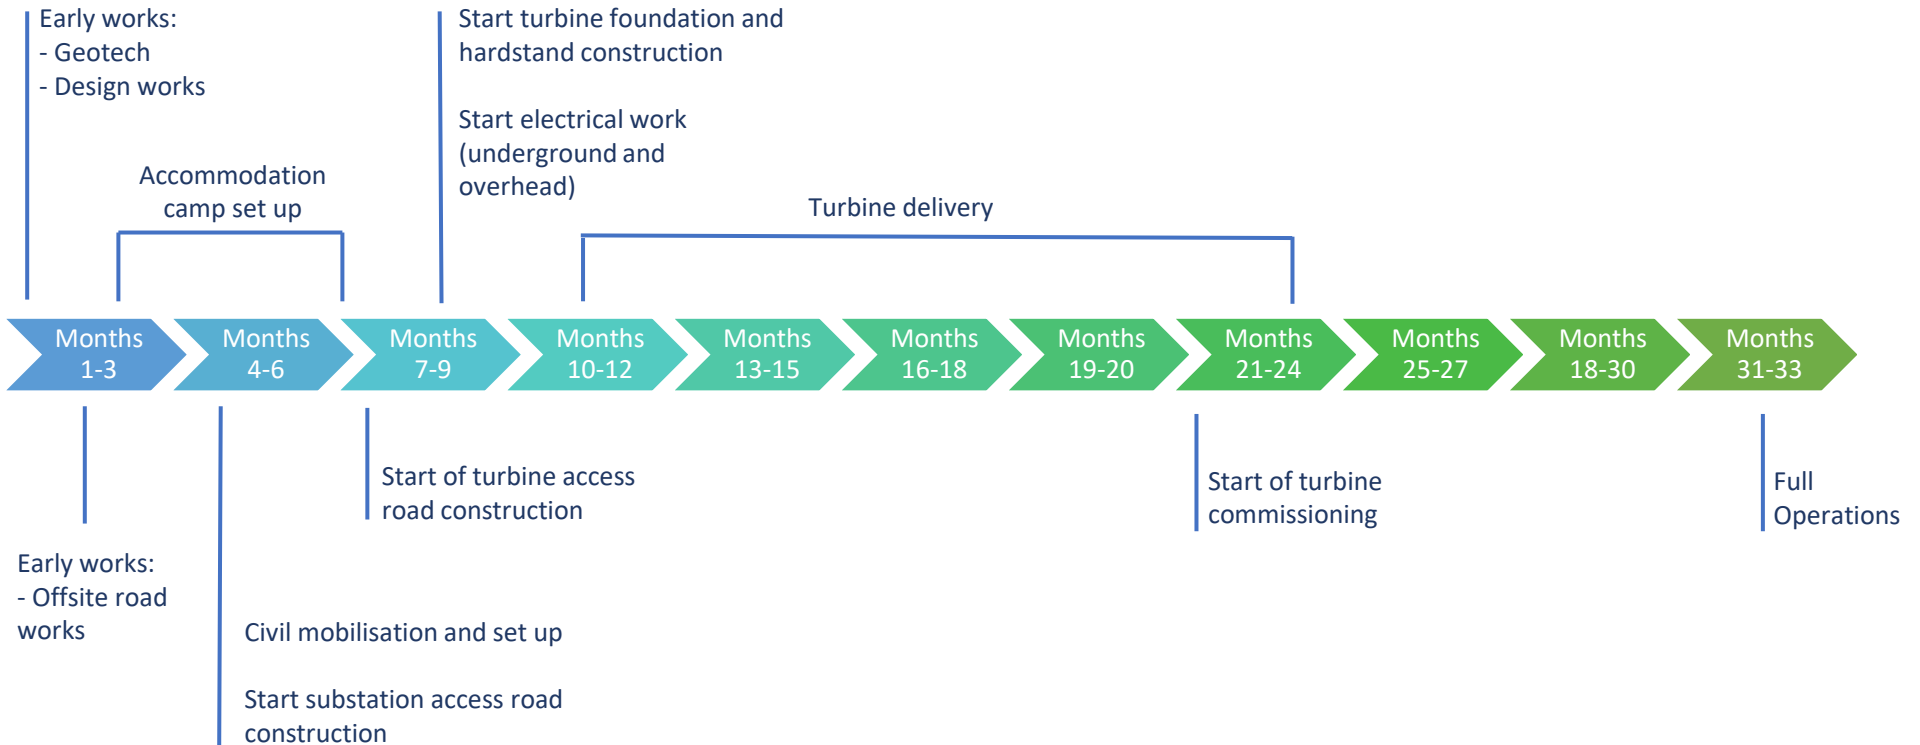 Early works:
- Geotech
- Design works
Start turbine foundation and
hardstand construction
Start electrical work
(underground and
overhead)
Accommodation
camp set up
Turbine delivery
Months
1-3
Months
4-6
Months
7-9
Months
10-12
Months
13-15
Months
16-18
Months
19-20
Months
21-24
Months
25-27
Months
18-30
Months
31-33
Early works:
- Offsite road
works
Civil mobilisation and set up
Start substation access road
construction
Start of turbine access
road construction
Start of turbine
commissioning
Full
Operations